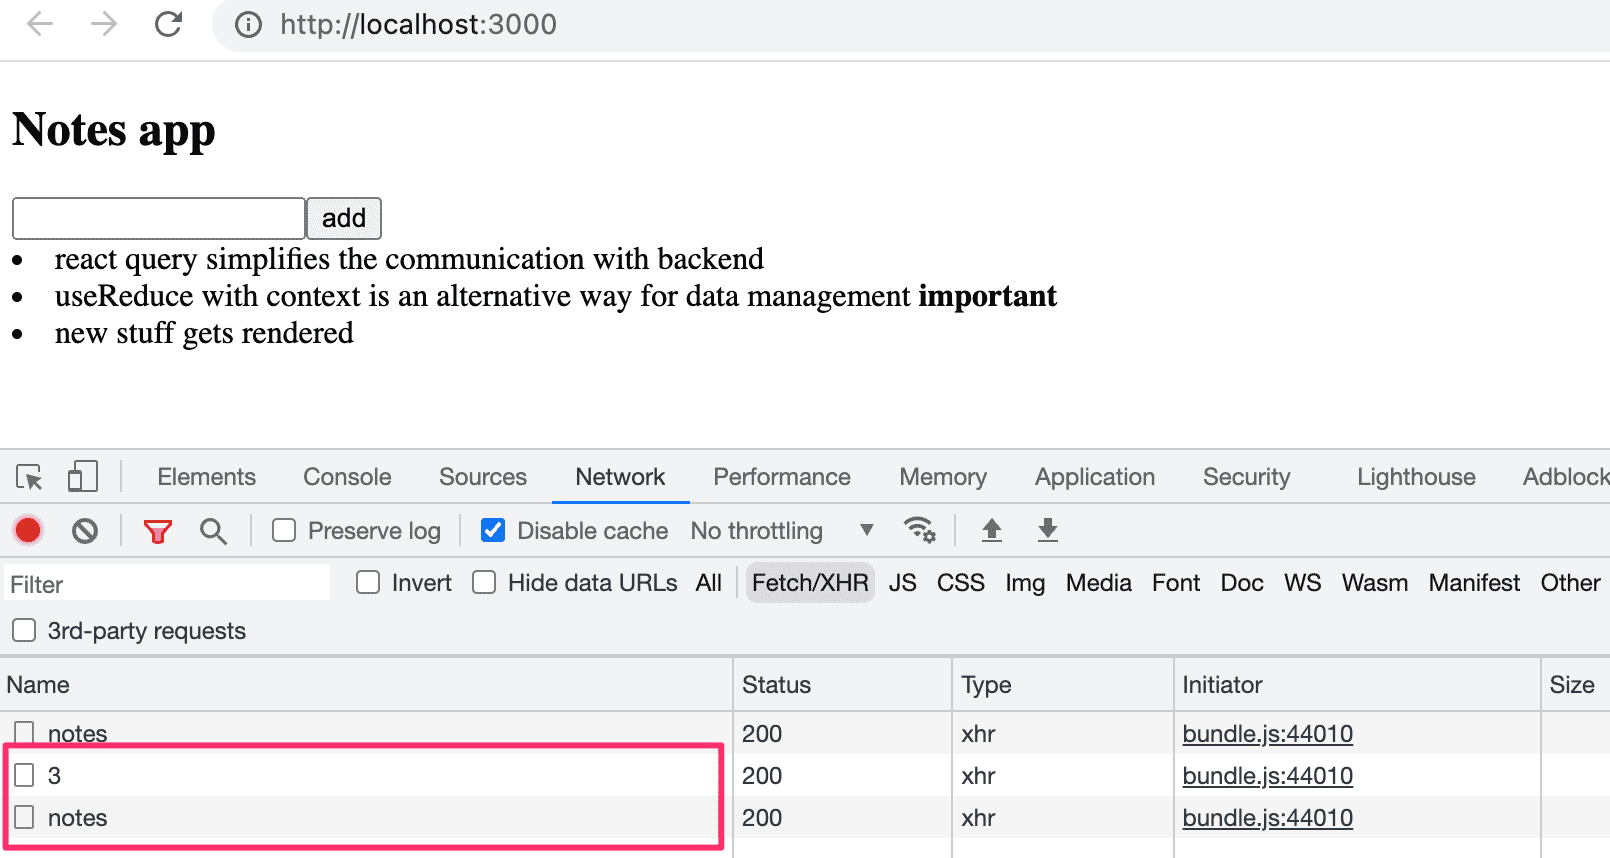 http://localhost:3000
Notes app
add
react query simplifies the communication with backend
useReduce with context is an alternative way for data management important
new stuff gets rendered
Elements Console Sources Network Performance Memory Application Security Lighthouse Adblock
Preserve log Disable cache No throttling
Filter Invert Hide data URLs All Fetch/XHR JS CSS Img Media Font Doc WS Wasm Manifest Other
3rd-party requests
Name Status Type Initiator Size
notes 200 xhr bundle.js:44010
3 200 xhr bundle.js:44010
notes 200 xhr bundle.js:44010